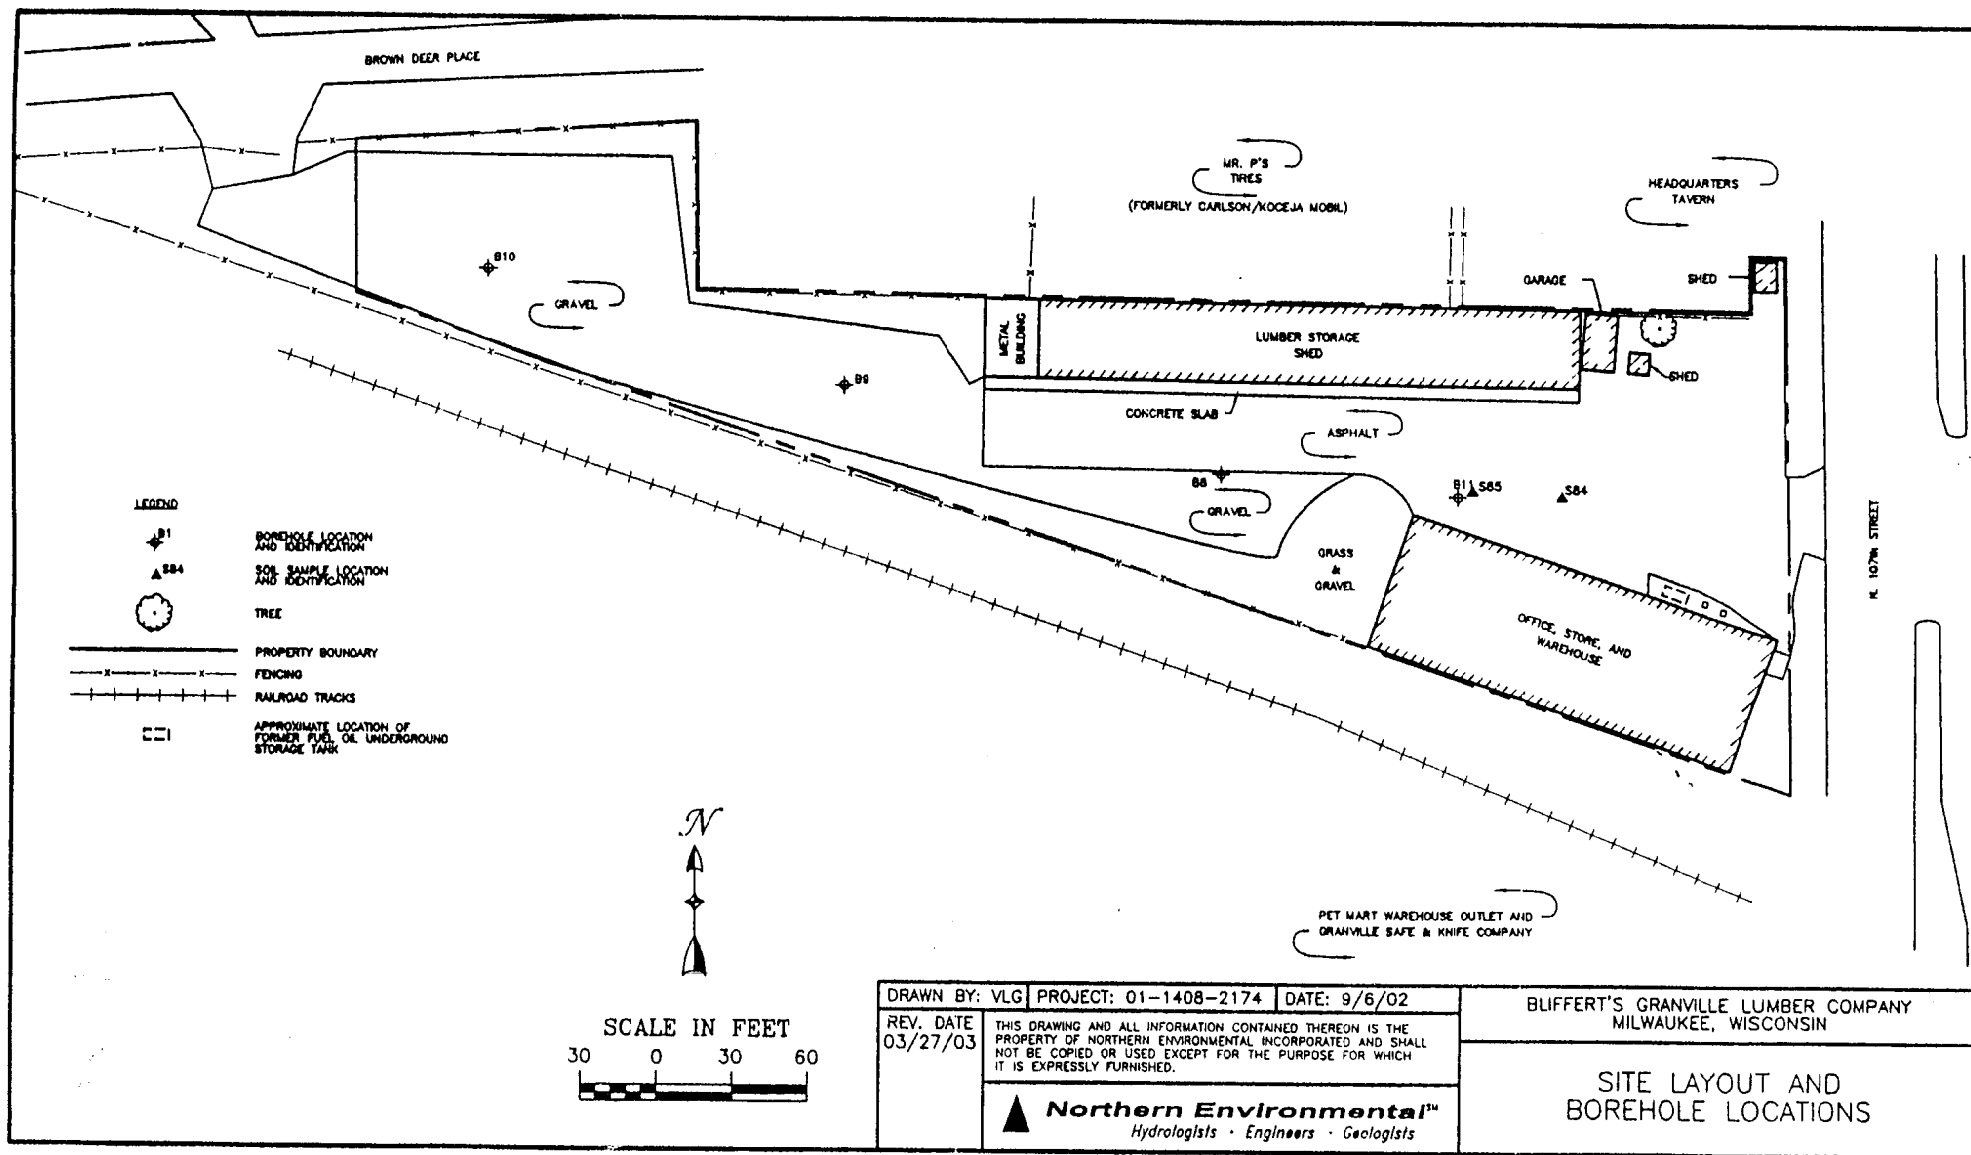 BROWN DEER PLACE
MR. P'S
TIRES
(FORMERLY CARLSON/KOCEJA MOBIL)
HEADQUARTERS
TAVERN
B10
GRAVEL
GARAGE
SHED
METAL
BUILDING
LUMBER STORAGE
SHED
SHED
B9
CONCRETE SLAB
ASPHALT
B8
GRAVEL
B11
SB5
SB4
N. 107TH STREET
GRASS
&
GRAVEL
OFFICE, STORE, AND
WAREHOUSE
LEGEND
B1
BOREHOLE LOCATION
AND IDENTIFICATION
SB4
SOIL SAMPLE LOCATION
AND IDENTIFICATION
TREE
PROPERTY BOUNDARY
FENCING
RAILROAD TRACKS
APPROXIMATE LOCATION OF
FORMER FUEL OIL UNDERGROUND
STORAGE TANK
N
PET MART WAREHOUSE OUTLET AND
GRANVILLE SAFE & KNIFE COMPANY
SCALE IN FEET
30 0 30 60
DRAWN BY: VLG PROJECT: 01-1408-2174 DATE: 9/6/02
REV. DATE
03/27/03
THIS DRAWING AND ALL INFORMATION CONTAINED THEREON IS THE
PROPERTY OF NORTHERN ENVIRONMENTAL INCORPORATED AND SHALL
NOT BE COPIED OR USED EXCEPT FOR THE PURPOSE FOR WHICH
IT IS EXPRESSLY FURNISHED.
Northern Environmental℠
Hydrologists · Engineers · Geologists
BLIFFERT'S GRANVILLE LUMBER COMPANY
MILWAUKEE, WISCONSIN
SITE LAYOUT AND
BOREHOLE LOCATIONS